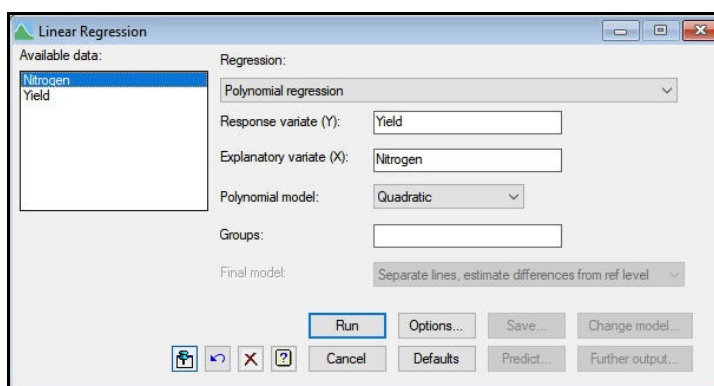 Linear Regression
Available data:
Nitrogen
Yield
Regression:
Polynomial regression
Response variate (Y):
Yield
Explanatory variate (X):
Nitrogen
Polynomial model:
Quadratic
Groups:
Final model:
Separate lines, estimate differences from ref level
Run
Options...
Save...
Change model...
Cancel
Defaults
Predict...
Further output...